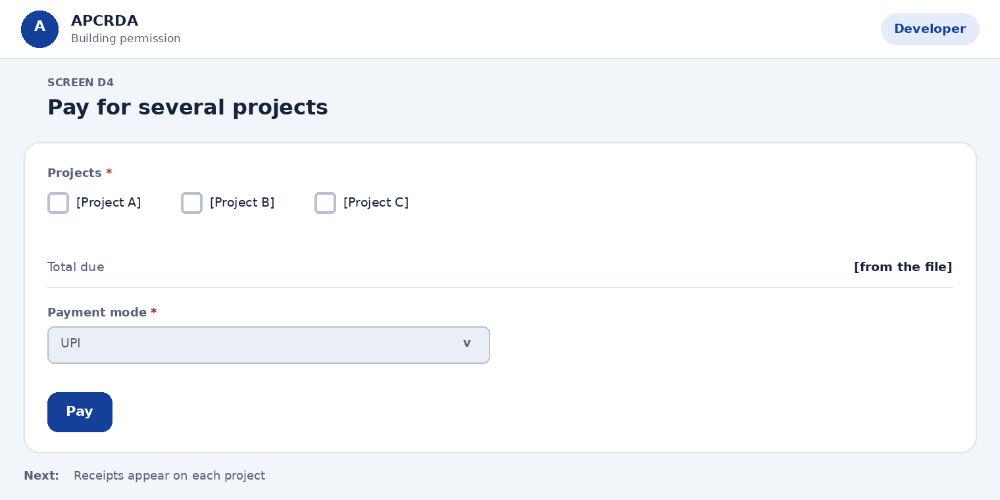 A
APCRDA
Building permission
Developer
SCREEN D4
Pay for several projects
Projects *
[Project A] [Project B] [Project C]
Total due [from the file]
Payment mode *
UPI v
Pay
Next: Receipts appear on each project